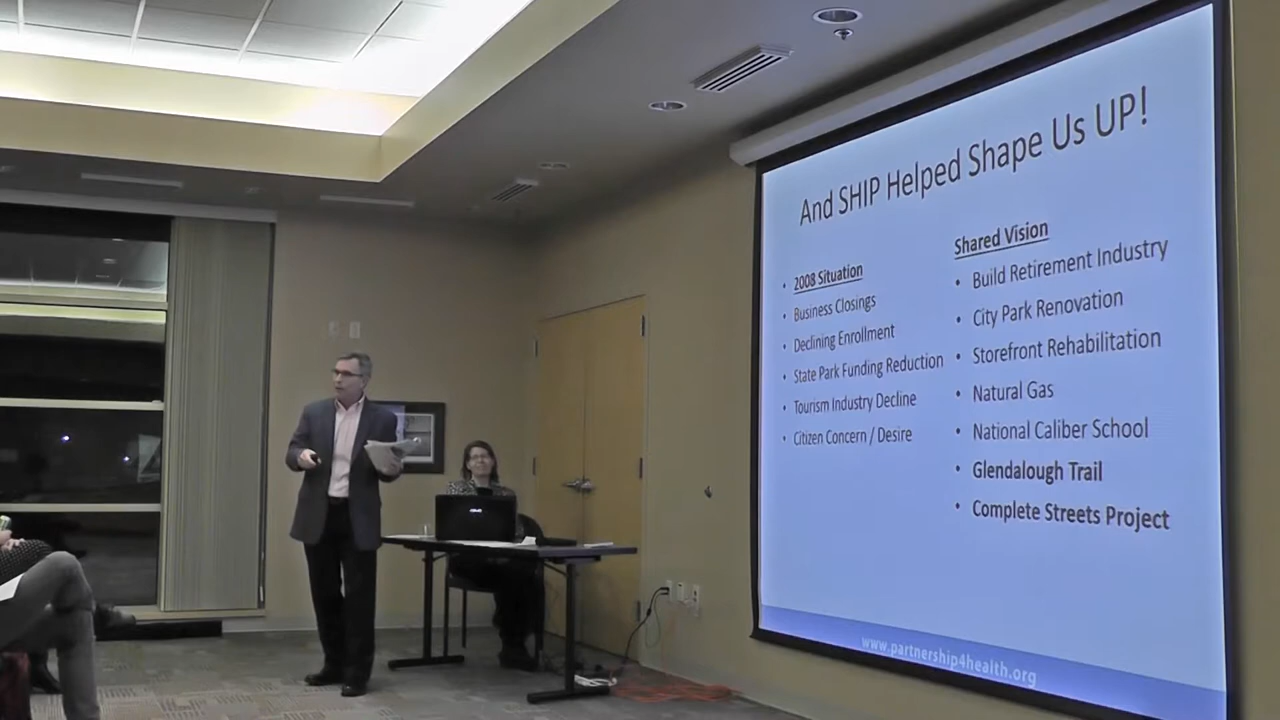 And SHIP Helped Shape Us UP!
2008 Situation
Business Closings
Declining Enrollment
State Park Funding Reduction
Tourism Industry Decline
Citizen Concern / Desire
Shared Vision
Build Retirement Industry
City Park Renovation
Storefront Rehabilitation
Natural Gas
National Caliber School
Glendalough Trail
Complete Streets Project
www.partnership4health.org
ASUS